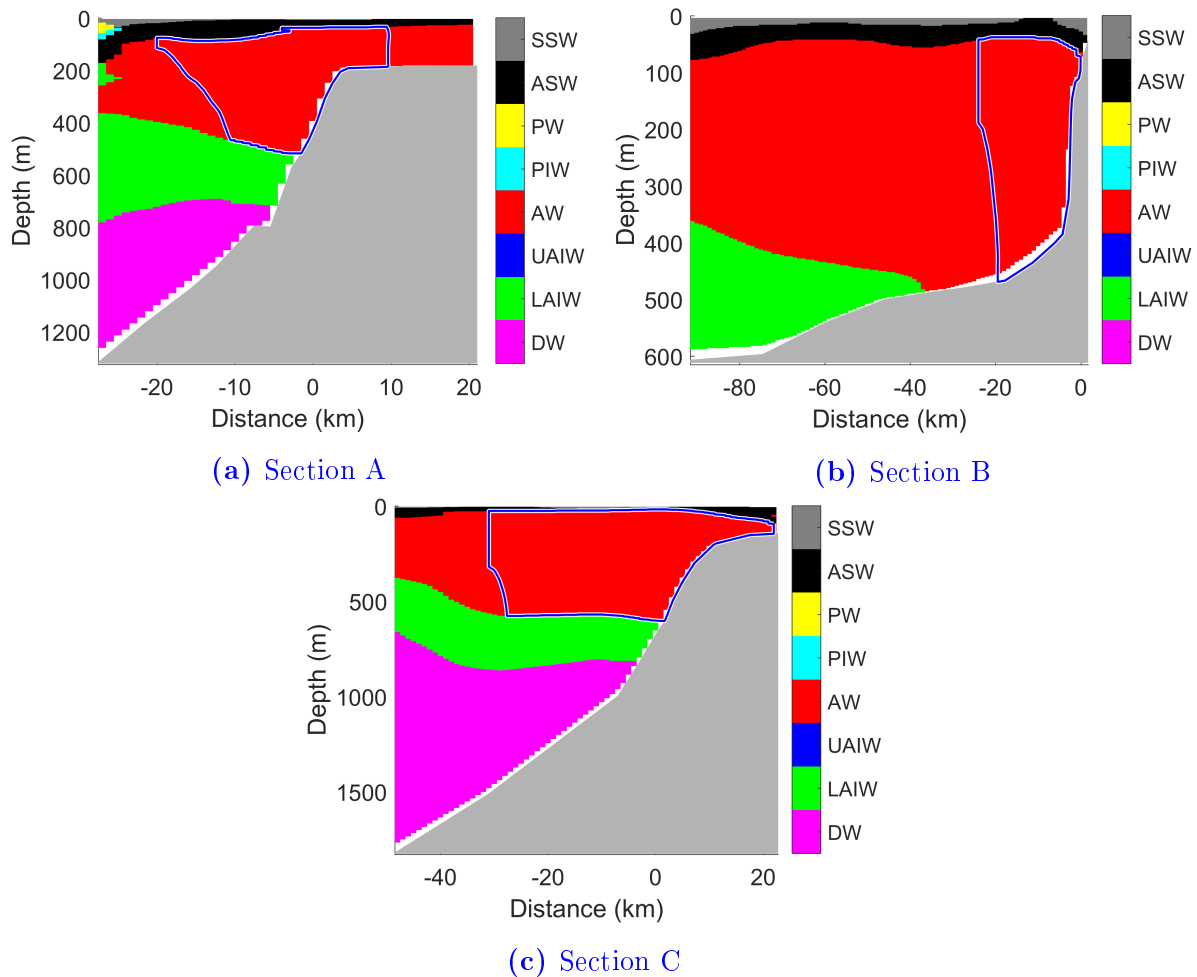 0
200
400
600
800
1000
1200
Depth (m)
-20
-10
0
10
20
Distance (km)
SSW
ASW
PW
PIW
AW
UAIW
LAIW
DW
(a) Section A
0
100
200
300
400
500
600
Depth (m)
-80
-60
-40
-20
0
Distance (km)
SSW
ASW
PW
PIW
AW
UAIW
LAIW
DW
(b) Section B
0
500
1000
1500
Depth (m)
-40
-20
0
20
Distance (km)
SSW
ASW
PW
PIW
AW
UAIW
LAIW
DW
(c) Section C